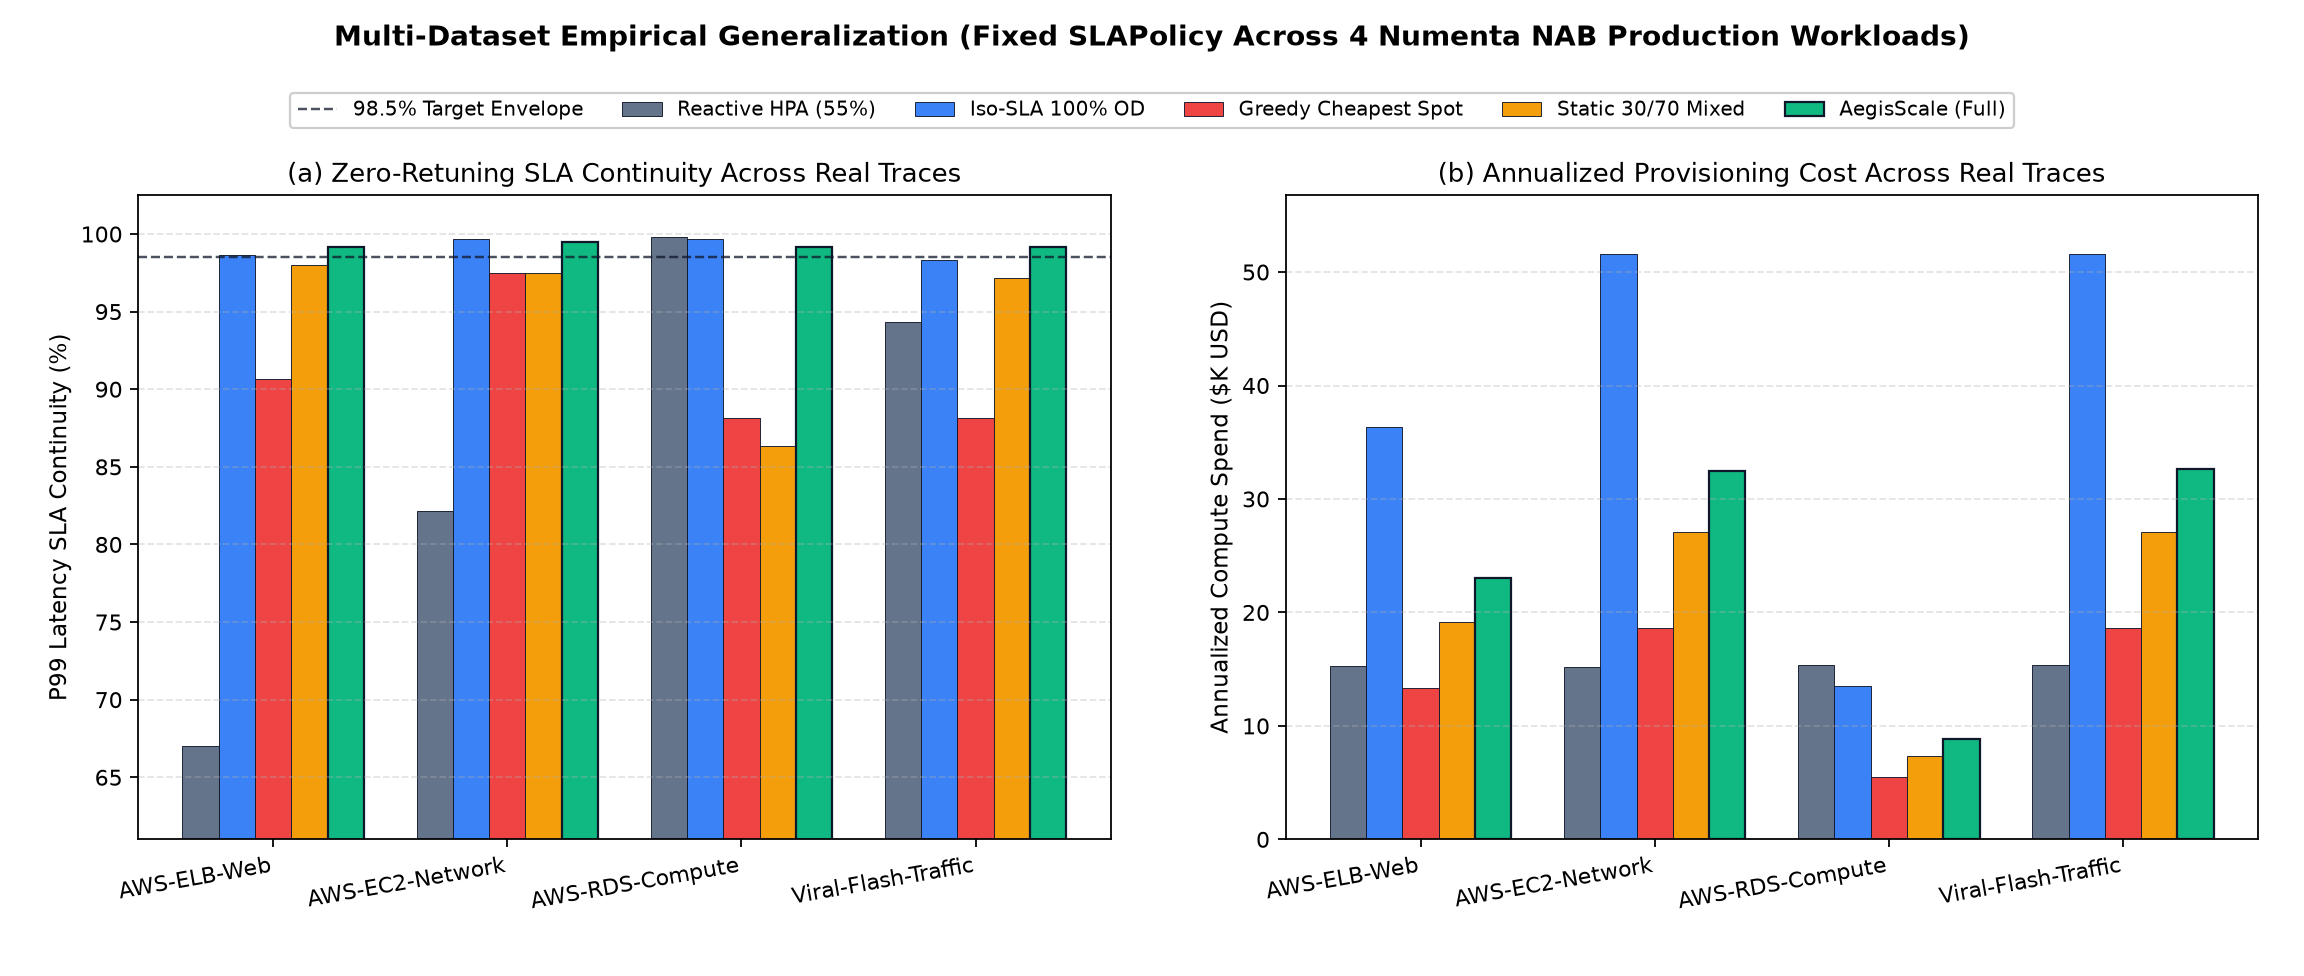 Multi-Dataset Empirical Generalization (Fixed SLAPolicy Across 4 Numenta NAB Production Workloads)
98.5% Target Envelope
Reactive HPA (55%)
Iso-SLA 100% OD
Greedy Cheapest Spot
Static 30/70 Mixed
AegisScale (Full)
(a) Zero-Retuning SLA Continuity Across Real Traces
P99 Latency SLA Continuity (%)
100
95
90
85
80
75
70
65
AWS-ELB-Web
AWS-EC2-Network
AWS-RDS-Compute
Viral-Flash-Traffic
(b) Annualized Provisioning Cost Across Real Traces
Annualized Compute Spend ($K USD)
50
40
30
20
10
0
AWS-ELB-Web
AWS-EC2-Network
AWS-RDS-Compute
Viral-Flash-Traffic